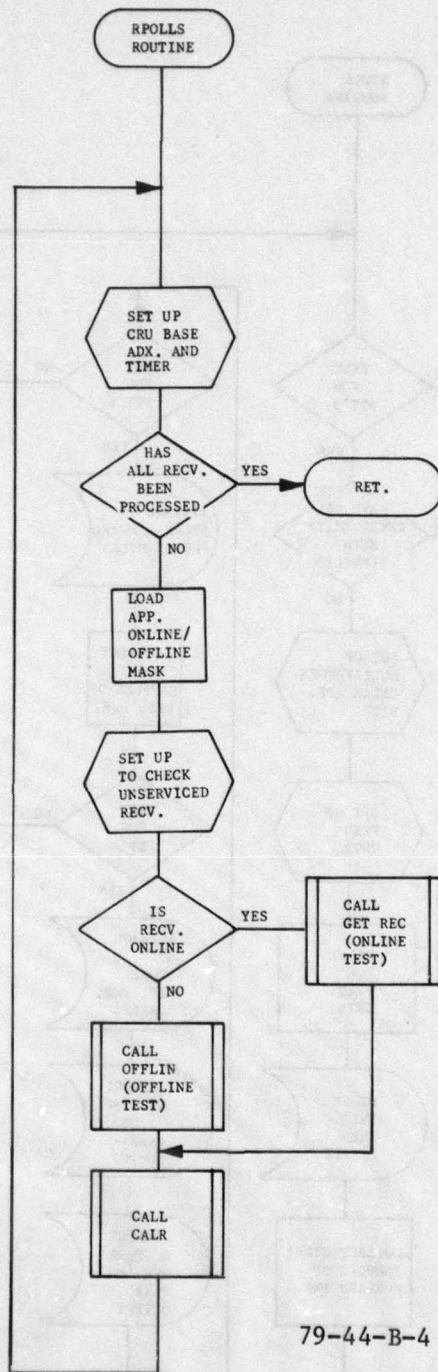 RPOLLS
ROUTINE
SET UP
CRU BASE
ADX. AND
TIMER
HAS
ALL RECV.
BEEN
PROCESSED
YES
RET.
NO
LOAD
APP.
ONLINE/
OFFLINE
MASK
SET UP
TO CHECK
UNSERVICED
RECV.
IS
RECV.
ONLINE
YES
CALL
GET REC
(ONLINE
TEST)
NO
CALL
OFFLIN
(OFFLINE
TEST)
CALL
CALR
79-44-B-4